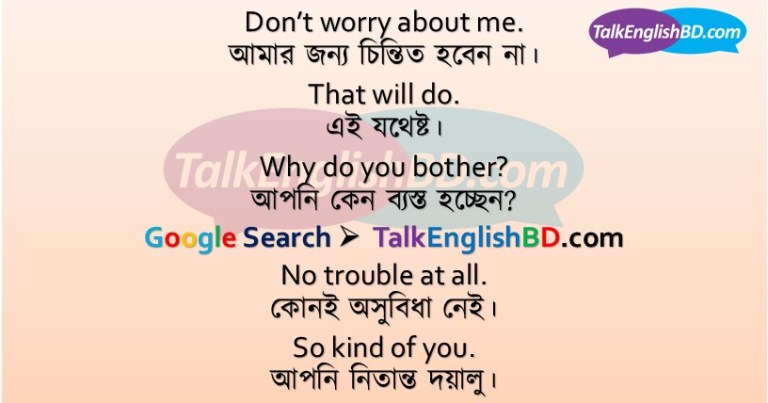 Don't worry about me.
TalkEnglishBD.com
আমার জন্য চিন্তিত হবেন না।
That will do.
এই যথেষ্ট।
TalkEnglishBD.com
Why do you bother?
আপনি কেন ব্যস্ত হচ্ছেন?
Google Search ➢ TalkEnglishBD.com
No trouble at all.
কোনই অসুবিধা নেই।
So kind of you.
আপনি নিতান্ত দয়ালু।